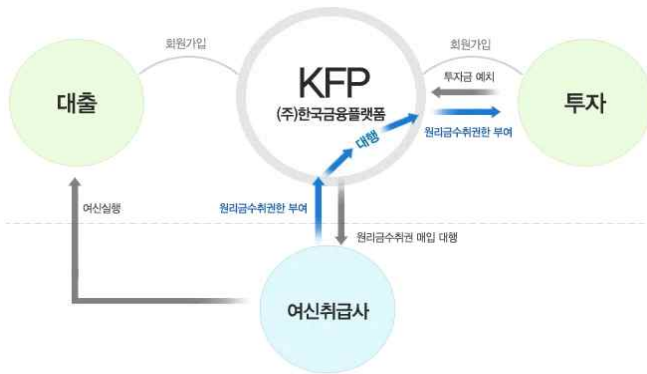 회원가입
회원가입
대출
KFP
(주)한국금융플랫폼
투자금 예치
투자
대행
원리금수취권한 부여
여신실행
원리금수취권한 부여
원리금수취권 매입 대행
여신취급사